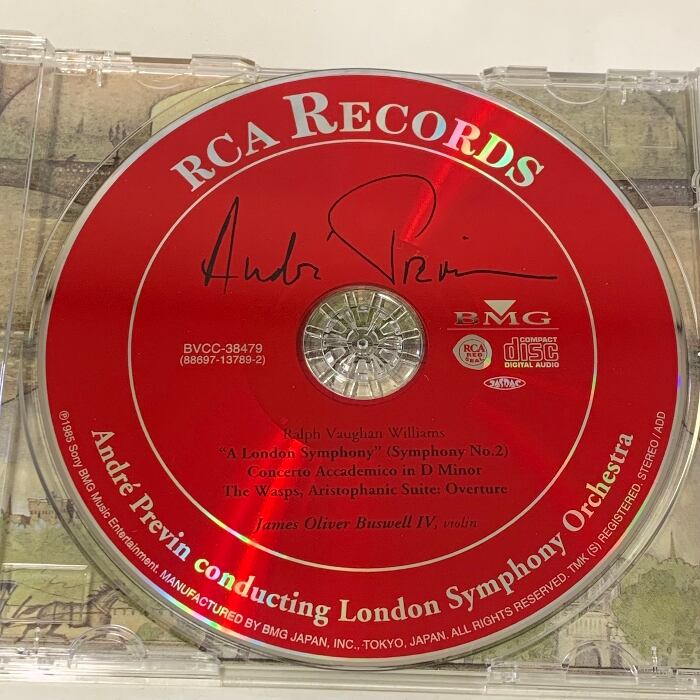 RCA RECORDS
André Previn
BMG
BVCC-38479
(88697-13789-2)
RCA
RED
SEAL
COMPACT
disc
DIGITAL AUDIO
JASRAC
Ralph Vaughan Williams
"A London Symphony" (Symphony No.2)
Concerto Accademico in D Minor
The Wasps, Aristophanic Suite: Overture
James Oliver Buswell IV, violin
André Previn conducting London Symphony Orchestra
℗1985 Sony BMG Music Entertainment. MANUFACTURED BY BMG JAPAN, INC., TOKYO, JAPAN. ALL RIGHTS RESERVED. TMK (S) REGISTERED. STEREO / ADD